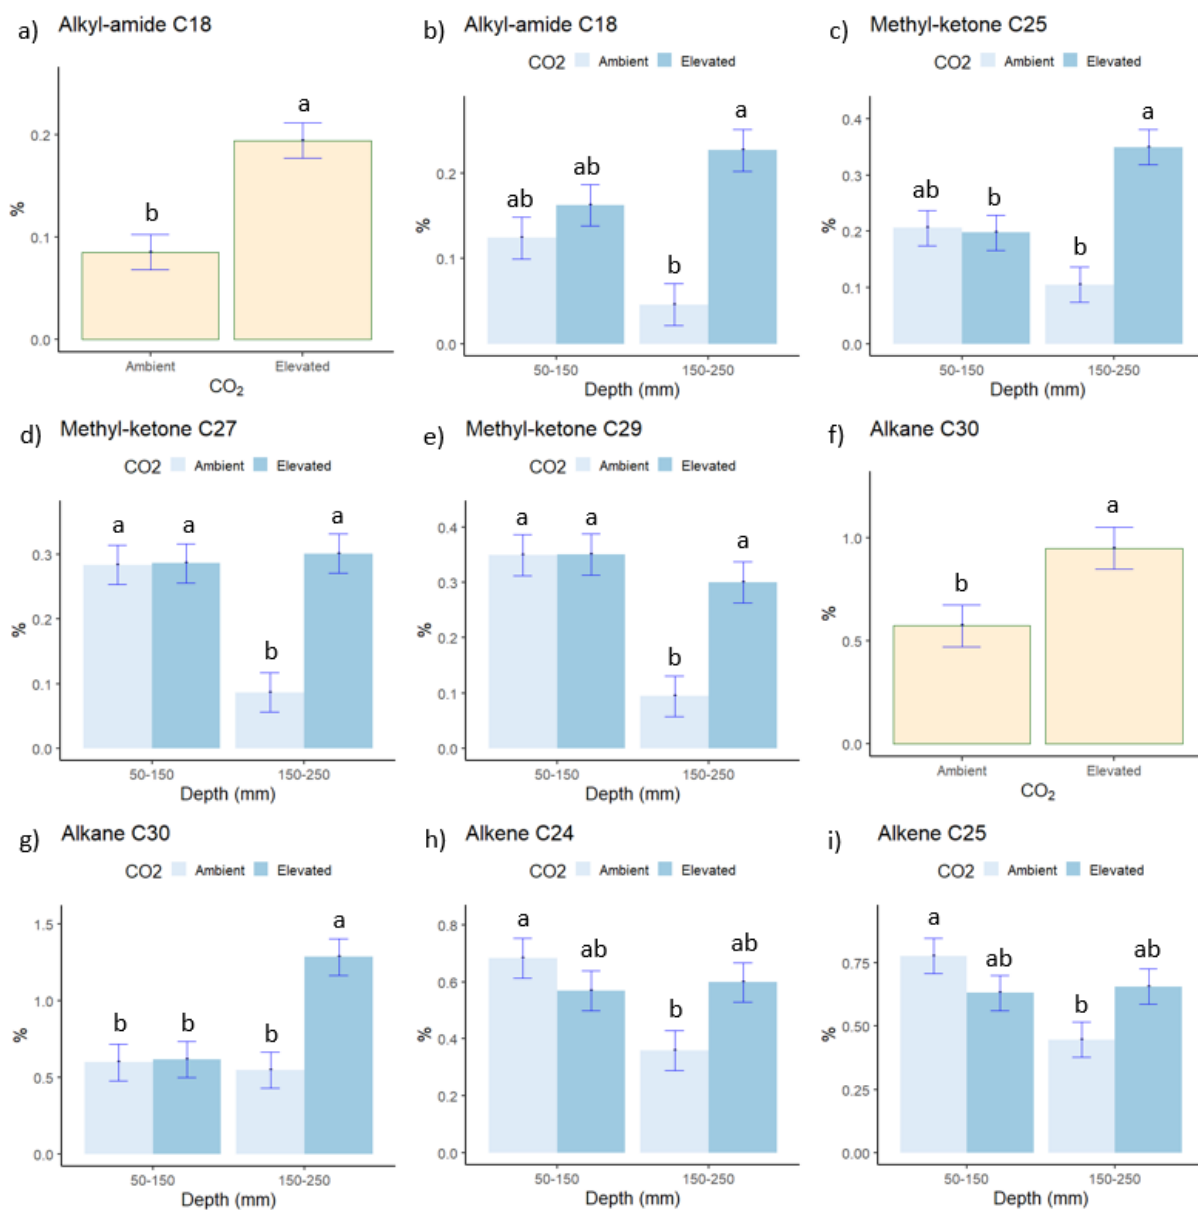 a) Alkyl-amide C18
a
b
0.2
0.1
0.0
%
Ambient Elevated
CO₂
b) Alkyl-amide C18
CO2 Ambient Elevated
a
ab
ab
b
0.2
0.1
0.0
%
50-150 150-250
Depth (mm)
c) Methyl-ketone C25
CO2 Ambient Elevated
a
ab
b
b
0.4
0.3
0.2
0.1
0.0
%
50-150 150-250
Depth (mm)
d) Methyl-ketone C27
CO2 Ambient Elevated
a a a
b
0.3
0.2
0.1
0.0
%
50-150 150-250
Depth (mm)
e) Methyl-ketone C29
CO2 Ambient Elevated
a a
a
b
0.4
0.3
0.2
0.1
0.0
%
50-150 150-250
Depth (mm)
f) Alkane C30
a
b
1.0
0.5
0.0
%
Ambient Elevated
CO₂
g) Alkane C30
CO2 Ambient Elevated
a
b b b
1.5
1.0
0.5
0.0
%
50-150 150-250
Depth (mm)
h) Alkene C24
CO2 Ambient Elevated
a
ab ab
b
0.8
0.6
0.4
0.2
0.0
%
50-150 150-250
Depth (mm)
i) Alkene C25
CO2 Ambient Elevated
a
ab ab
b
0.75
0.50
0.25
0.00
%
50-150 150-250
Depth (mm)